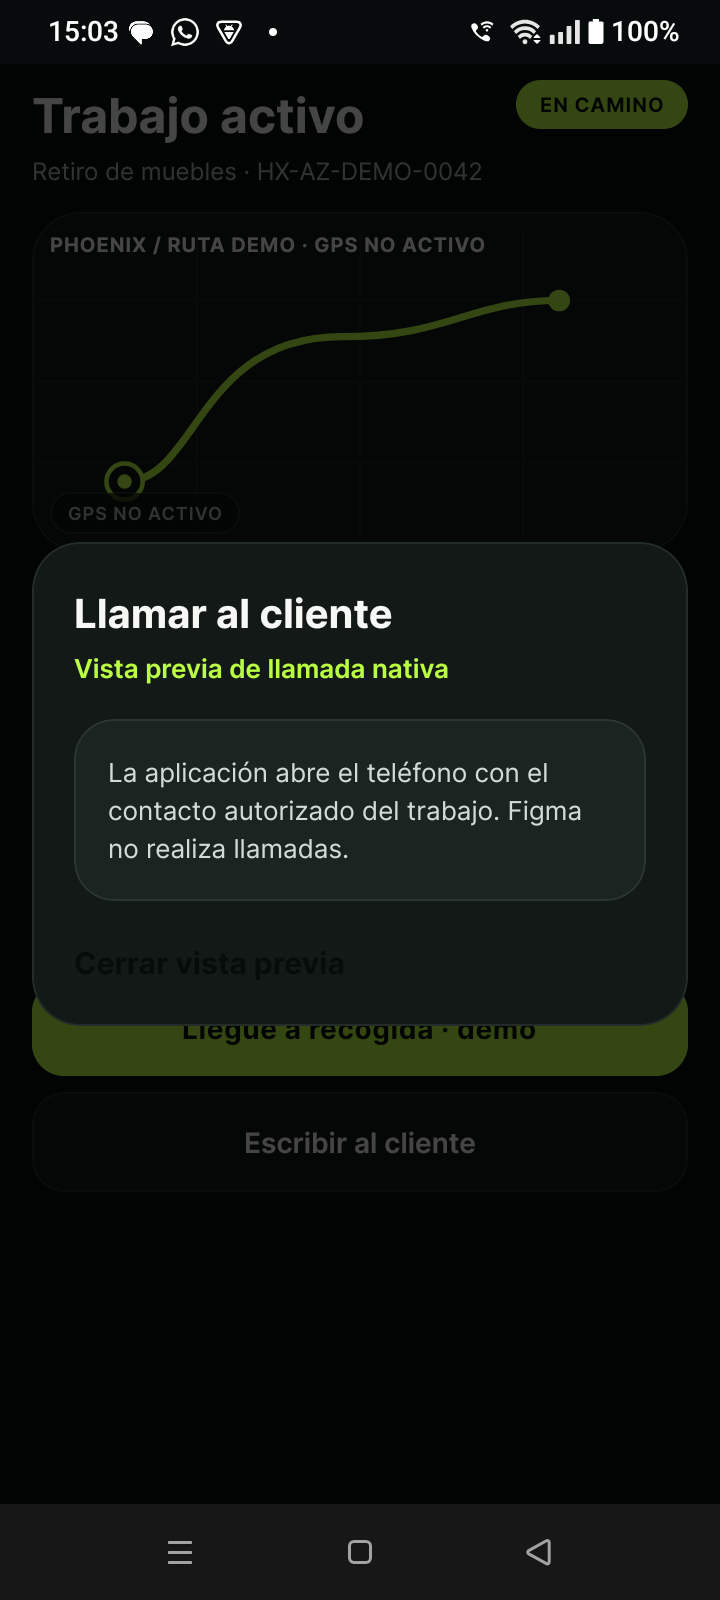 15:03
100%
Trabajo activo
EN CAMINO
Retiro de muebles · HX-AZ-DEMO-0042
PHOENIX / RUTA DEMO · GPS NO ACTIVO
GPS NO ACTIVO
Llamar al cliente
Vista previa de llamada nativa
La aplicación abre el teléfono con el
contacto autorizado del trabajo. Figma
no realiza llamadas.
Cerrar vista previa
Llegué a recogida · demo
Escribir al cliente